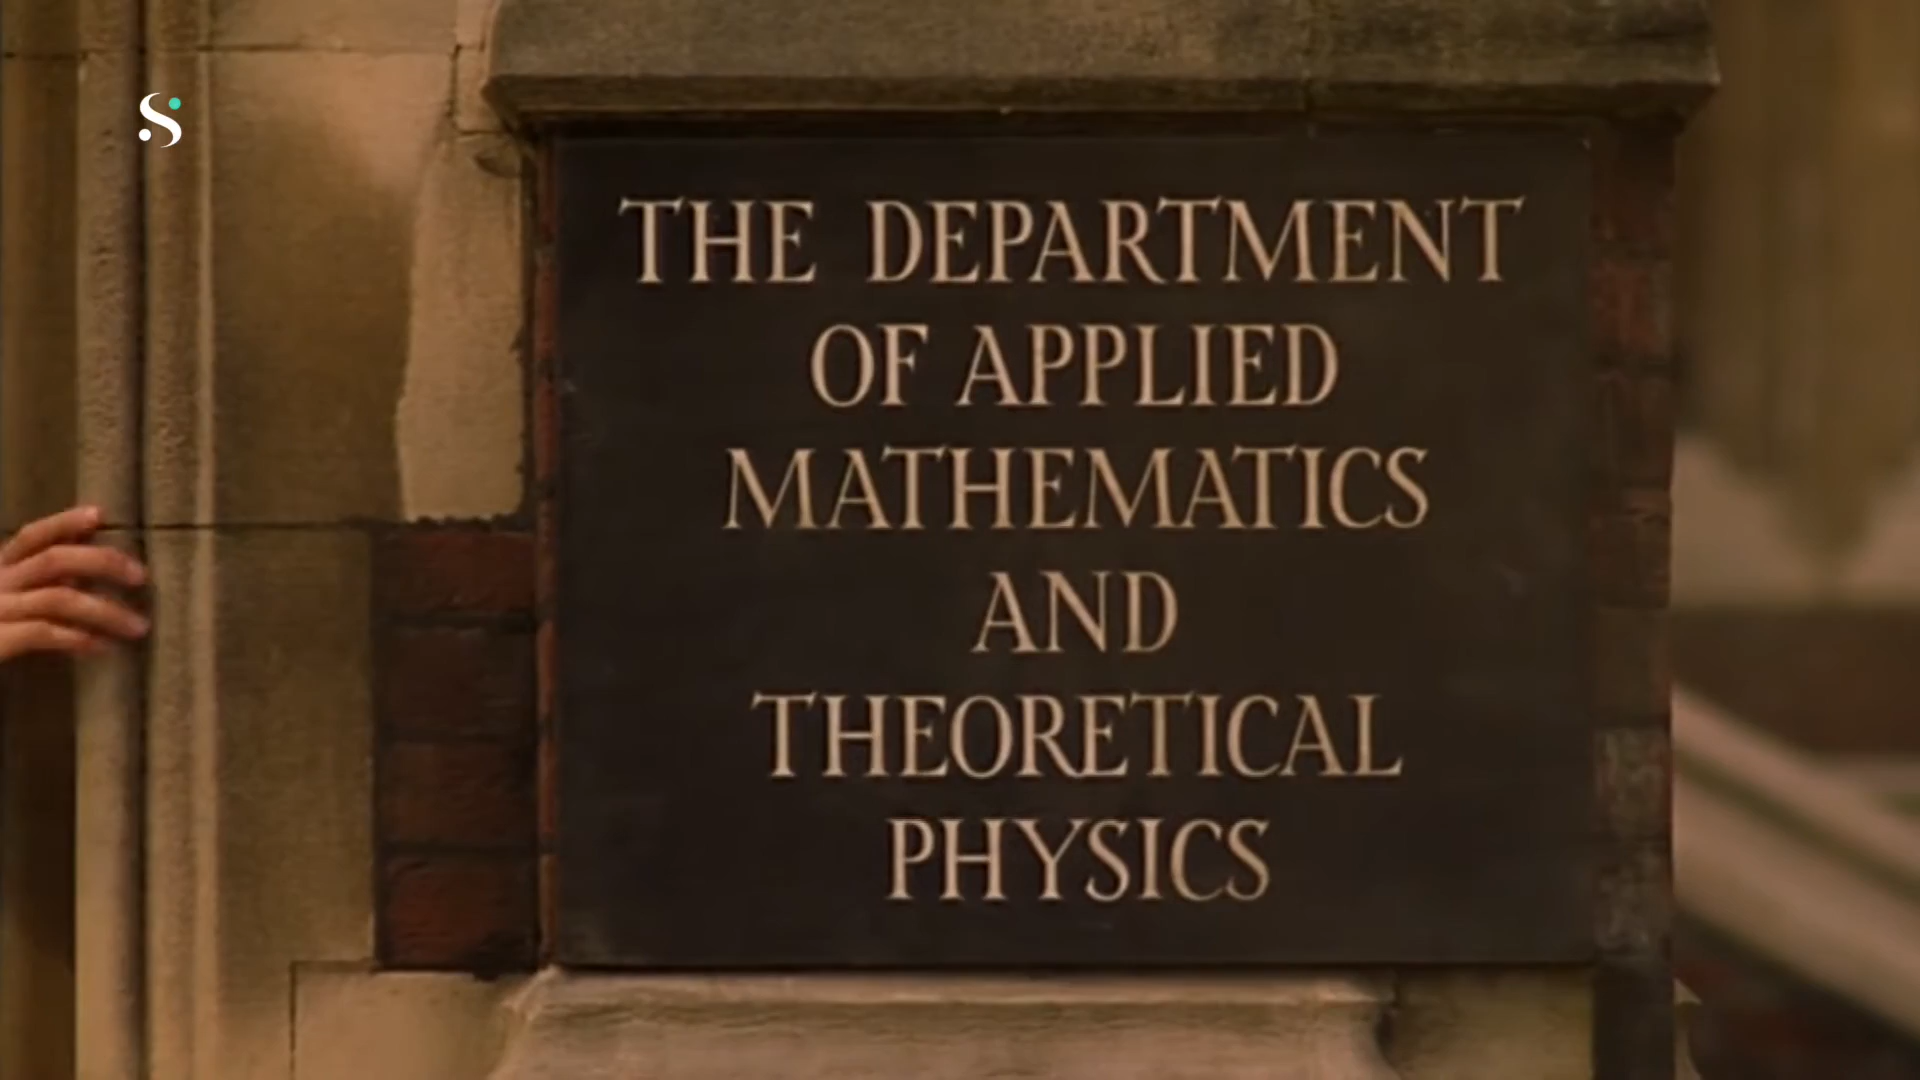 THE DEPARTMENT
OF APPLIED
MATHEMATICS
AND
THEORETICAL
PHYSICS